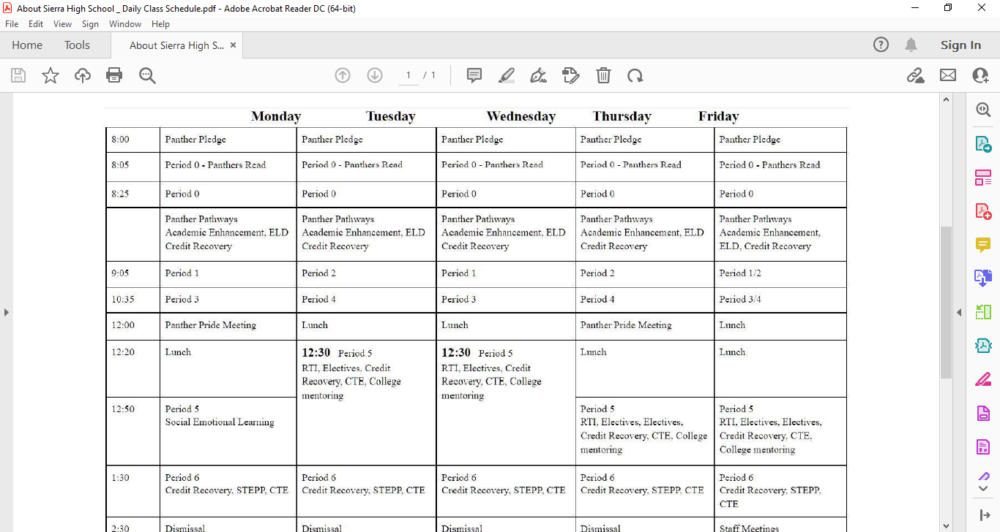 About Sierra High School _ Daily Class Schedule.pdf - Adobe Acrobat Reader DC (64-bit)
File Edit View Sign Window Help
Home Tools About Sierra High S... × Sign In
1 / 1
Monday Tuesday Wednesday Thursday Friday
8:00 Panther Pledge Panther Pledge Panther Pledge Panther Pledge Panther Pledge
8:05 Period 0 - Panthers Read Period 0 - Panthers Read Period 0 - Panthers Read Period 0 - Panthers Read Period 0 - Panthers Read
8:25 Period 0 Period 0 Period 0 Period 0 Period 0
Panther Pathways Panther Pathways Panther Pathways Panther Pathways Panther Pathways
Academic Enhancement, ELD Academic Enhancement, ELD Academic Enhancement, ELD Academic Enhancement, ELD Academic Enhancement,
Credit Recovery Credit Recovery Credit Recovery Credit Recovery ELD, Credit Recovery
9:05 Period 1 Period 2 Period 1 Period 2 Period 1/2
10:35 Period 3 Period 4 Period 3 Period 4 Period 3/4
12:00 Panther Pride Meeting Lunch Lunch Panther Pride Meeting Lunch
12:20 Lunch 12:30 Period 5 12:30 Period 5 Lunch Lunch
RTI, Electives, Credit RTI, Electives, Credit
Recovery, CTE, College Recovery, CTE, College
mentoring mentoring
12:50 Period 5 Period 5 Period 5
Social Emotional Learning RTI, Electives, Electives, RTI, Electives, Electives,
Credit Recovery, CTE, College Credit Recovery, CTE,
mentoring College mentoring
1:30 Period 6 Period 6 Period 6 Period 6 Period 6
Credit Recovery, STEPP, CTE Credit Recovery, STEPP, CTE Credit Recovery, STEPP, CTE Credit Recovery, STEPP, CTE Credit Recovery, STEPP,
CTE
2:30 Dismissal Dismissal Dismissal Dismissal Staff Meetings